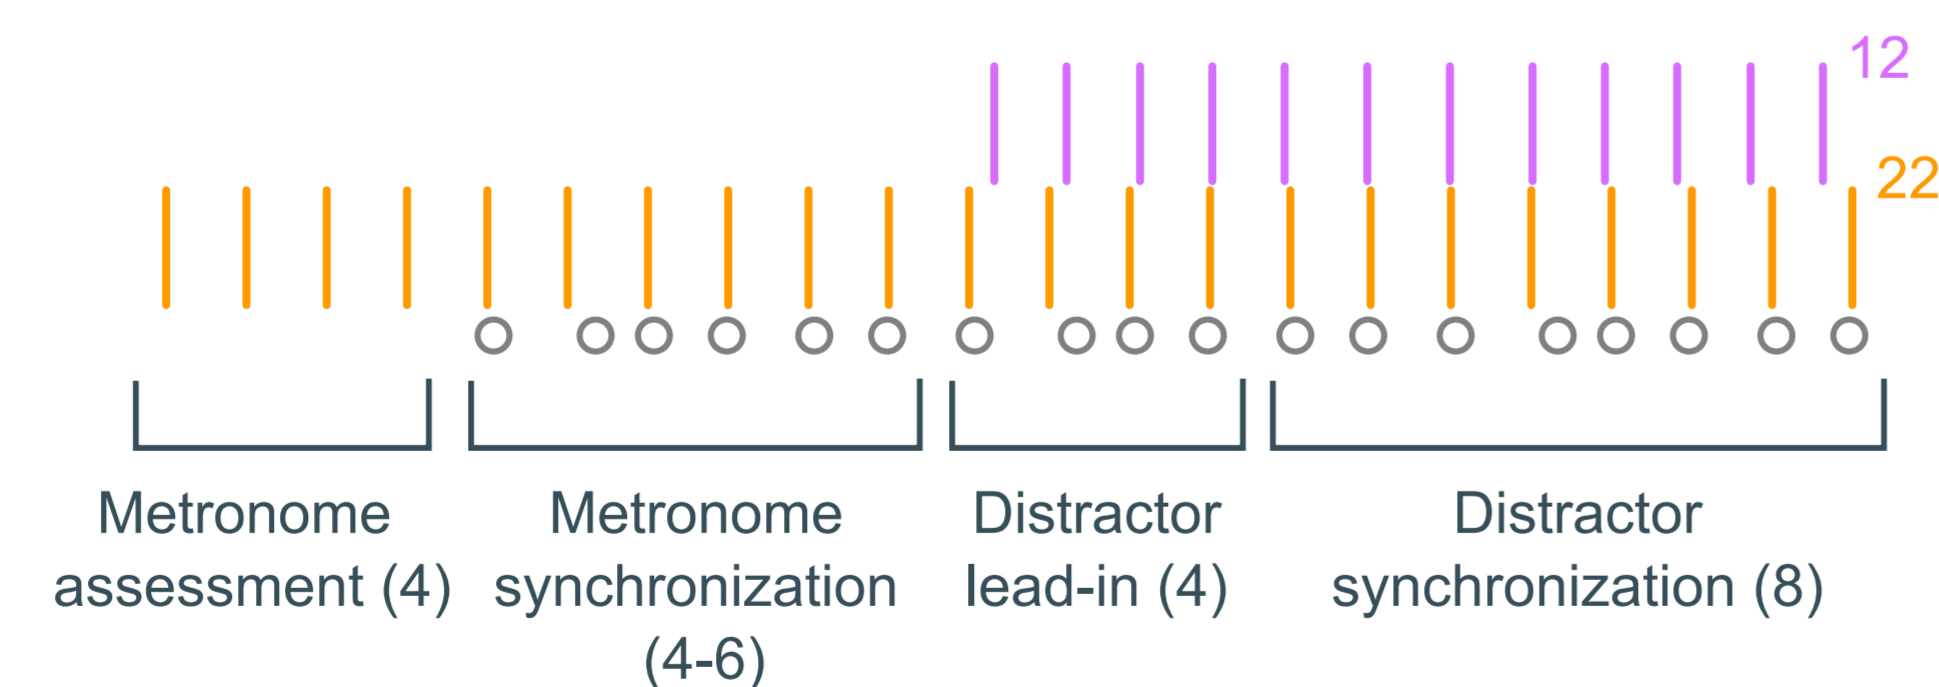 12
22
Metronome
assessment (4)
Metronome
synchronization
(4-6)
Distractor
lead-in (4)
Distractor
synchronization (8)